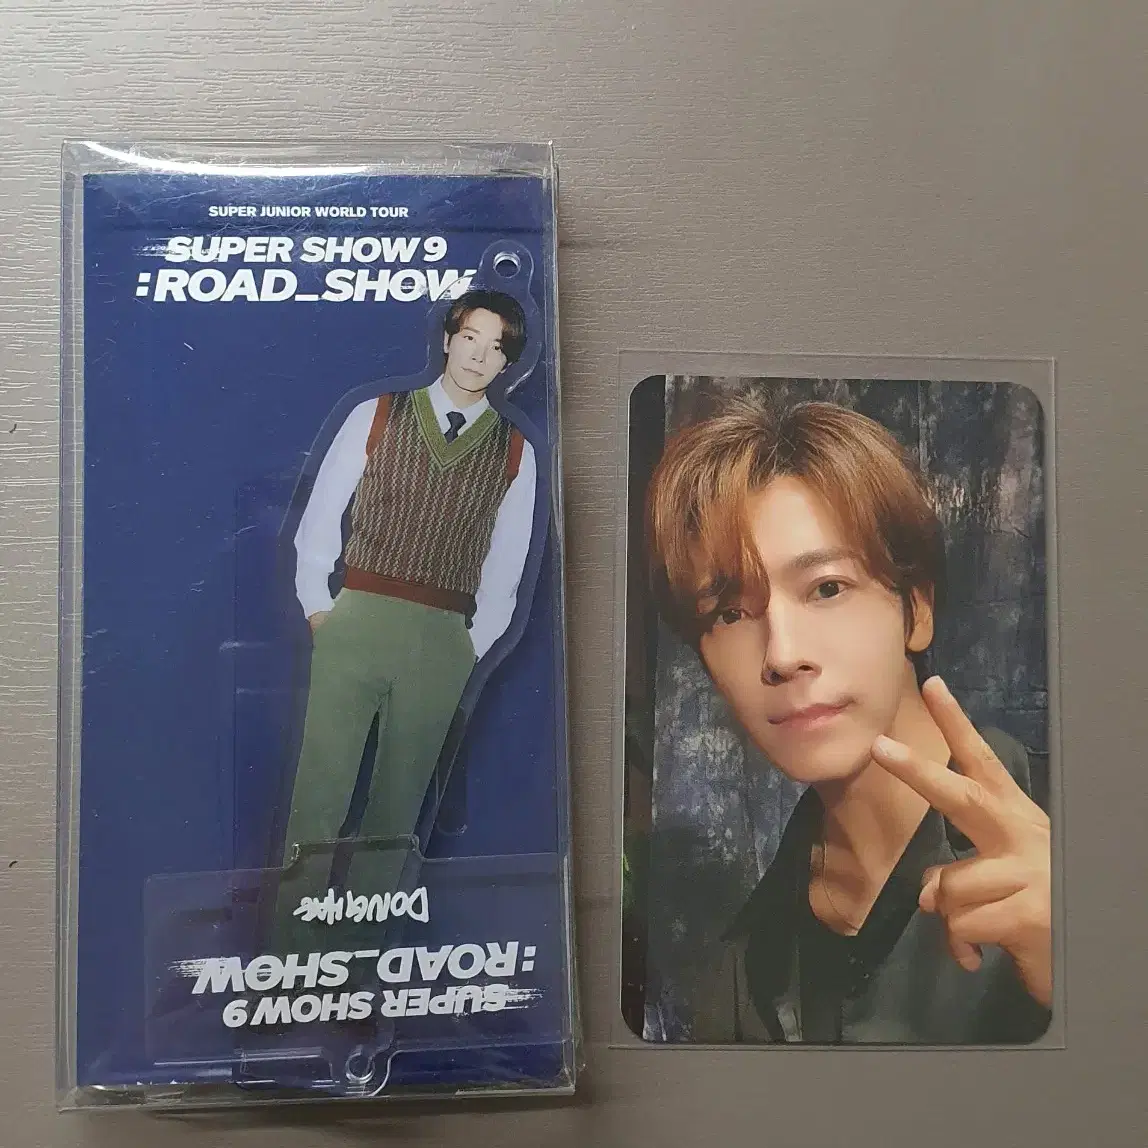 SUPER JUNIOR WORLD TOUR
SUPER SHOW 9
:ROAD_SHOW
DONGHAE
:ROAD_SHOW
SUPER SHOW 9